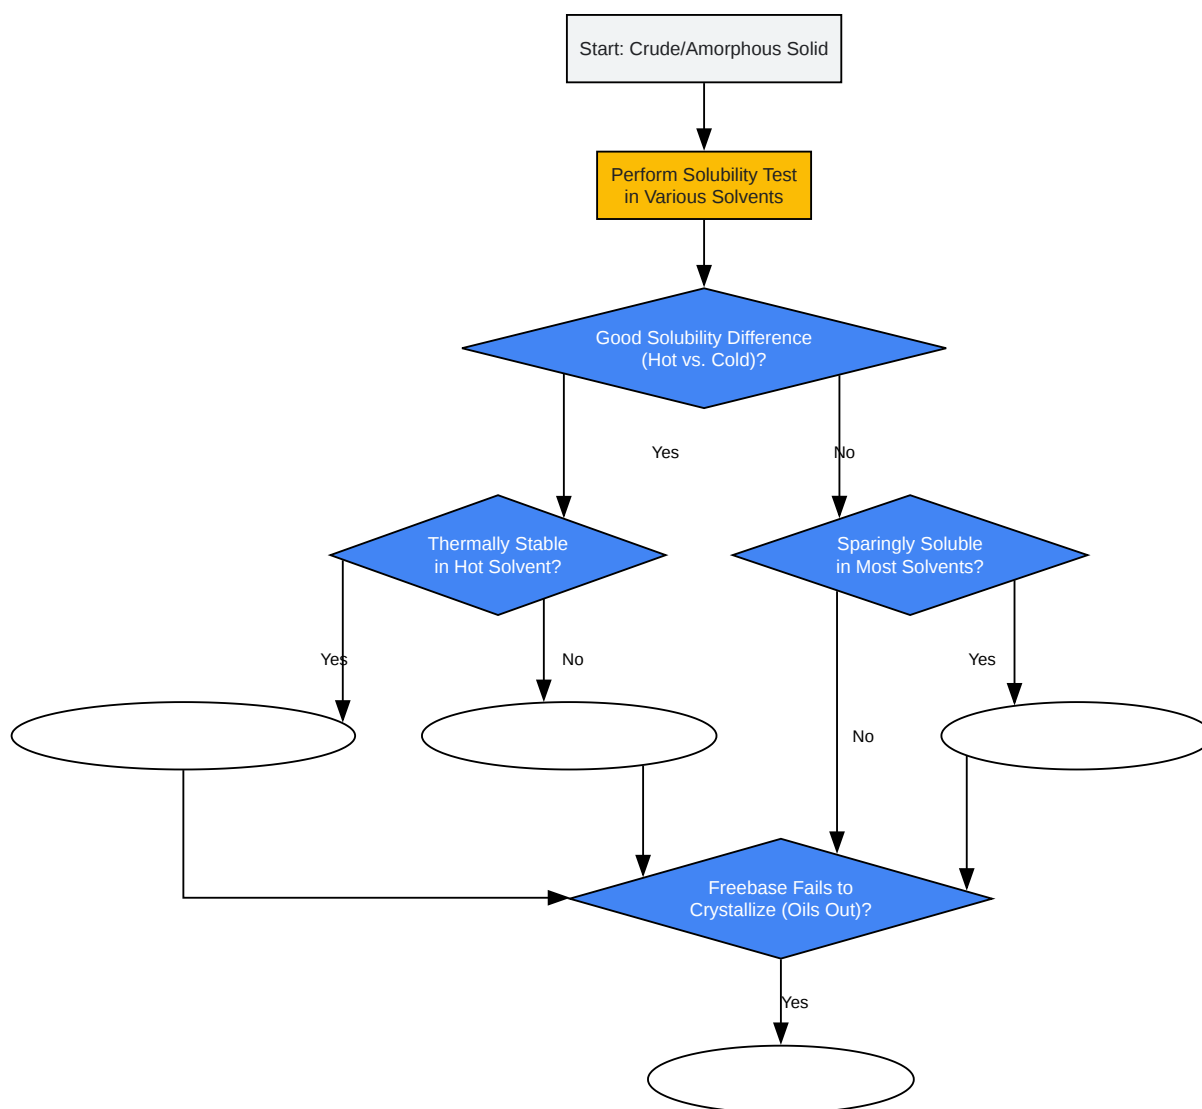 Start: Crude/Amorphous Solid
Perform Solubility Test
in Various Solvents
Good Solubility Difference
(Hot vs. Cold)?
Yes
No
Thermally Stable
in Hot Solvent?
Sparingly Soluble
in Most Solvents?
Yes
No
Yes
No
Freebase Fails to
Crystallize (Oils Out)?
Yes